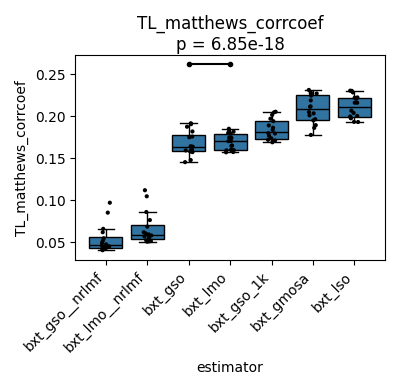 TL_matthews_corrcoef
p = 6.85e-18
TL_matthews_corrcoef
0.25
0.20
0.15
0.10
0.05
bxt_gso__nrlmf
bxt_lmo__nrlmf
bxt_gso
bxt_lmo
bxt_gso_1k
bxt_gmosa
bxt_lso
estimator